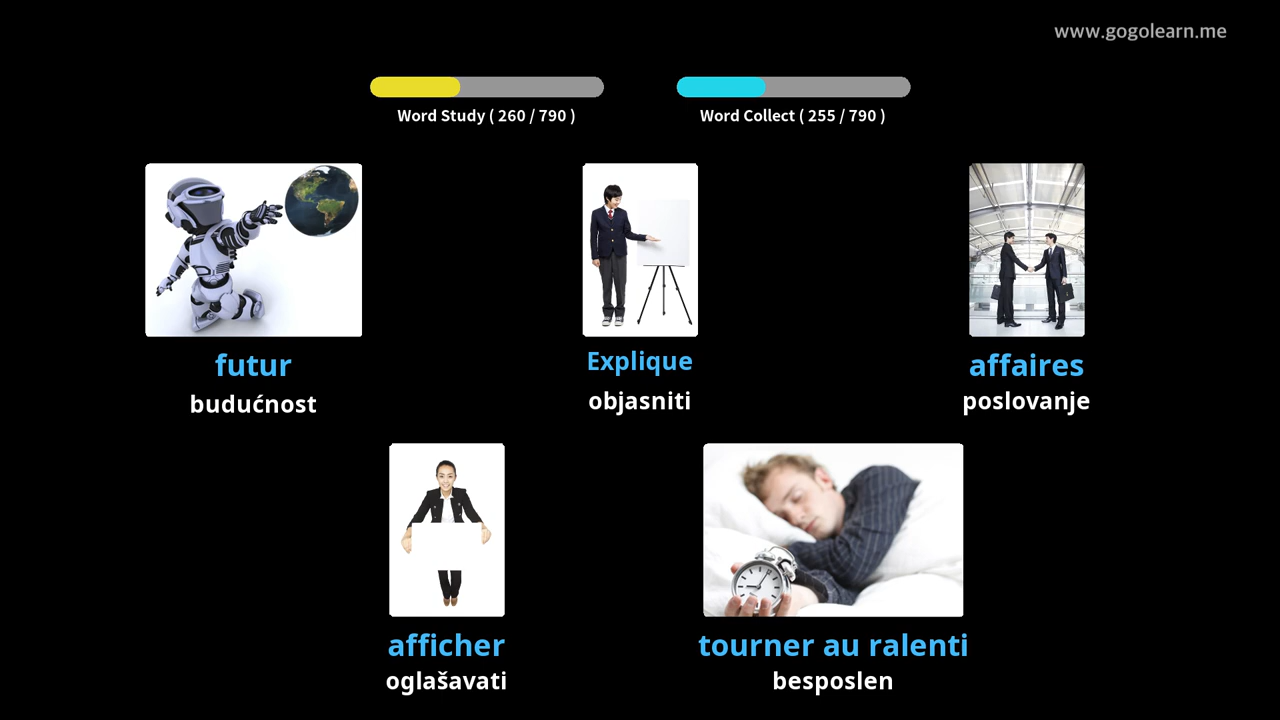 www.gogolearn.me
Word Study ( 260 / 790 )
Word Collect ( 255 / 790 )
futur
budućnost
Explique
objasniti
affaires
poslovanje
afficher
oglašavati
tourner au ralenti
besposlen